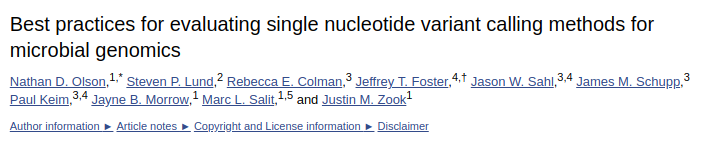 Best practices for evaluating single nucleotide variant calling methods for
microbial genomics
Nathan D. Olson,1,* Steven P. Lund,2 Rebecca E. Colman,3 Jeffrey T. Foster,4,† Jason W. Sahl,3,4 James M. Schupp,3
Paul Keim,3,4 Jayne B. Morrow,1 Marc L. Salit,1,5 and Justin M. Zook1
Author information ► Article notes ► Copyright and License information ► Disclaimer